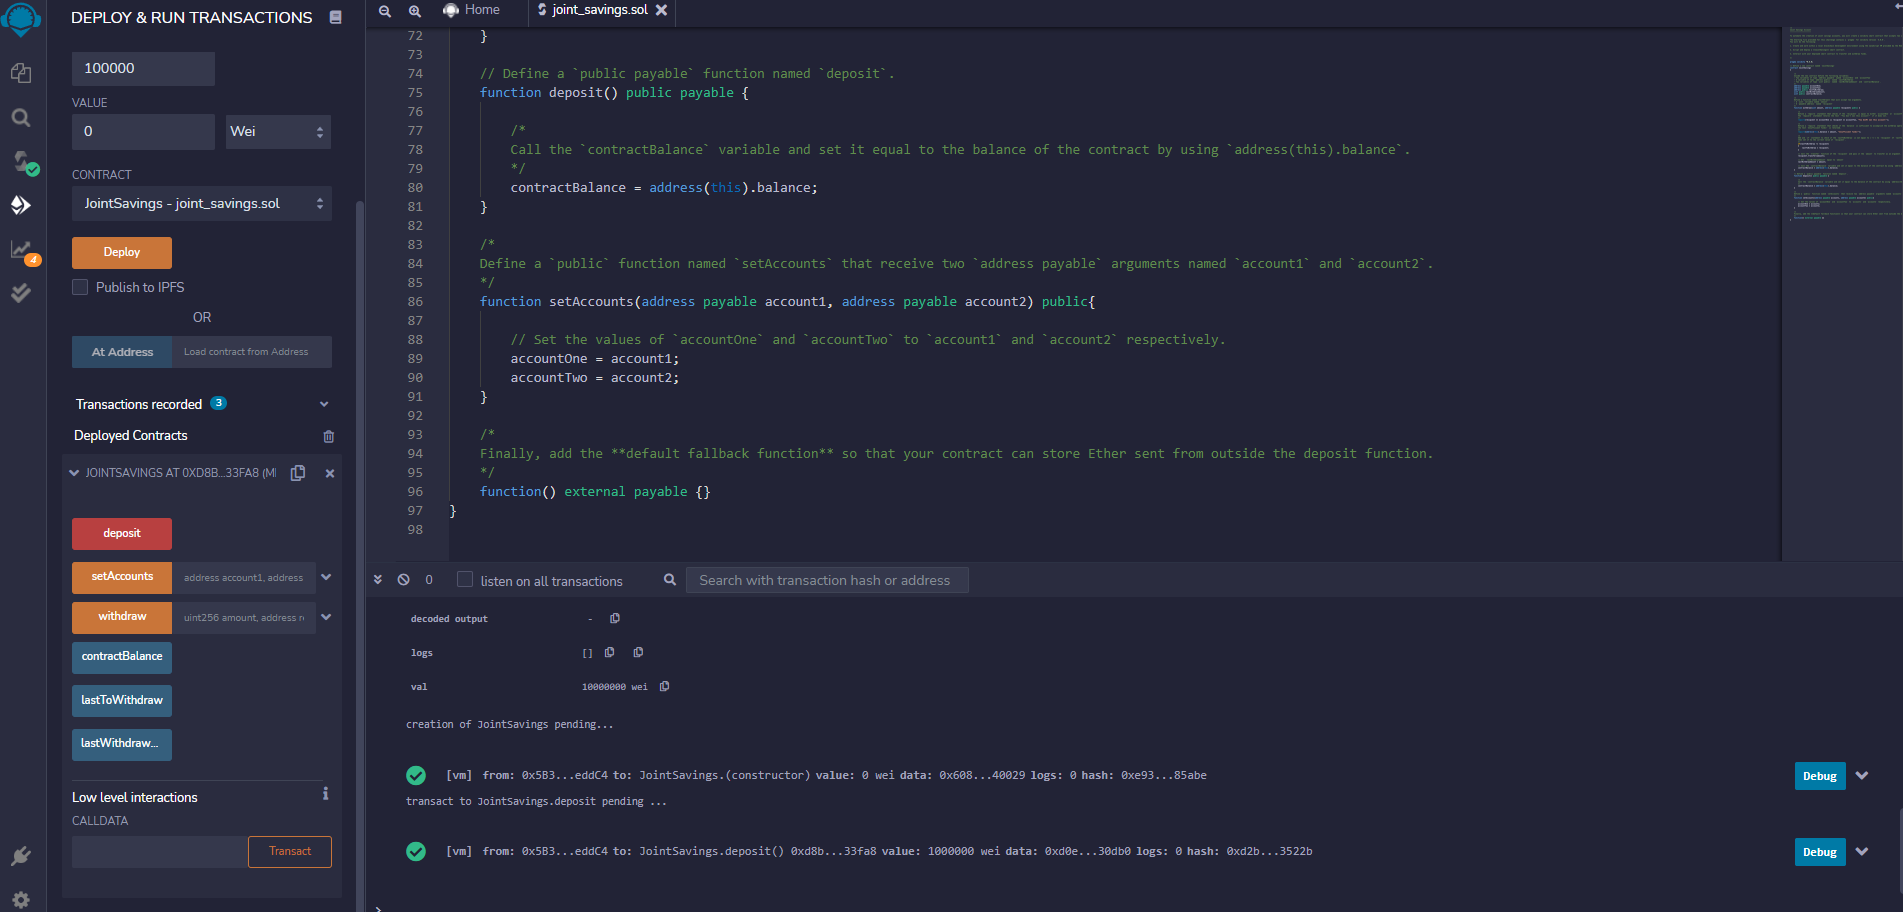 DEPLOY & RUN TRANSACTIONS
100000
VALUE
0
Wei
CONTRACT
JointSavings - joint_savings.sol
Deploy
Publish to IPFS
OR
At Address
Load contract from Address
Transactions recorded 3
Deployed Contracts
JOINTSAVINGS AT 0XD8B...33FA8 (M
deposit
setAccounts
address account1, address
withdraw
uint256 amount, address r
contractBalance
lastToWithdraw
lastWithdraw...
Low level interactions
CALLDATA
Transact
4
Home
joint_savings.sol
72 }
73
74 // Define a `public payable` function named `deposit`.
75 function deposit() public payable {
76
77 /*
78 Call the `contractBalance` variable and set it equal to the balance of the contract by using `address(this).balance`.
79 */
80 contractBalance = address(this).balance;
81 }
82
83 /*
84 Define a `public` function named `setAccounts` that receive two `address payable` arguments named `account1` and `account2`.
85 */
86 function setAccounts(address payable account1, address payable account2) public{
87
88 // Set the values of `accountOne` and `accountTwo` to `account1` and `account2` respectively.
89 accountOne = account1;
90 accountTwo = account2;
91 }
92
93 /*
94 Finally, add the **default fallback function** so that your contract can store Ether sent from outside the deposit function.
95 */
96 function() external payable {}
97 }
98
0
listen on all transactions
Search with transaction hash or address
decoded output -
logs []
val 10000000 wei
creation of JointSavings pending...
[vm] from: 0x5B3...eddC4 to: JointSavings.(constructor) value: 0 wei data: 0x608...40029 logs: 0 hash: 0xe93...85abe
Debug
transact to JointSavings.deposit pending ...
[vm] from: 0x5B3...eddC4 to: JointSavings.deposit() 0xd8b...33fa8 value: 1000000 wei data: 0xd0e...30db0 logs: 0 hash: 0xd2b...3522b
Debug
>